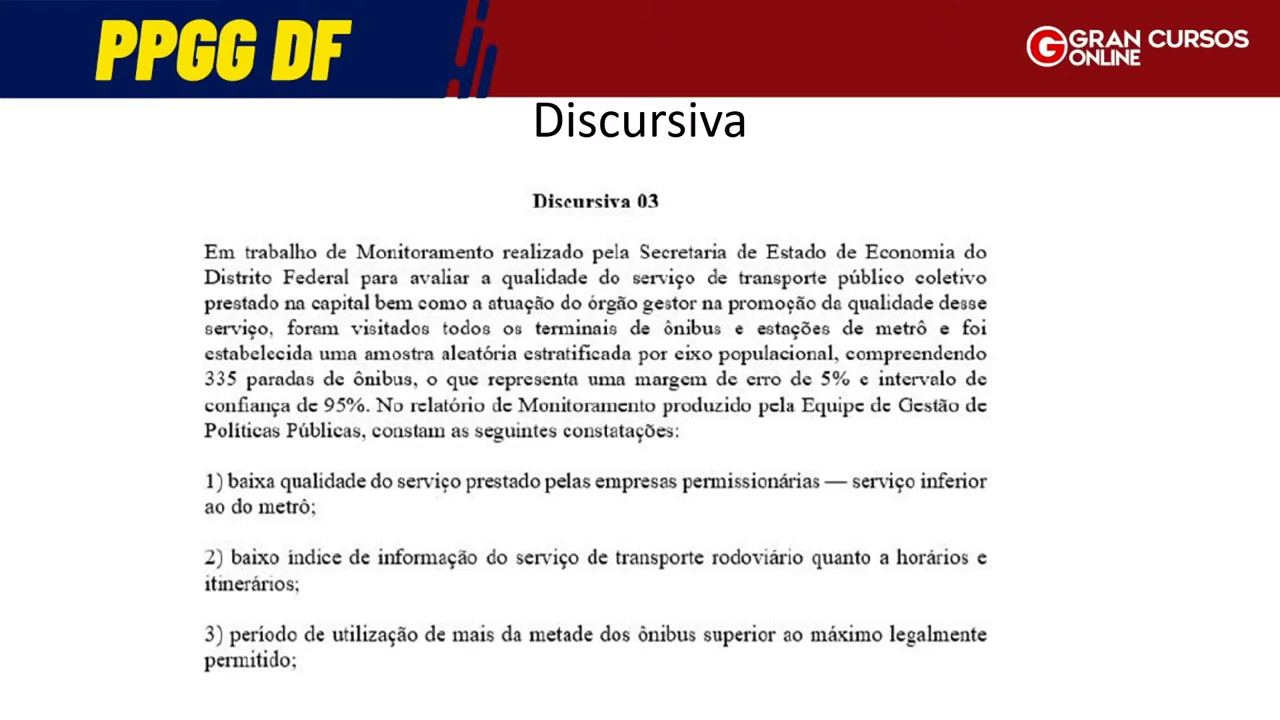 PPGG DF
GRAN CURSOS
ONLINE
Discursiva
Discursiva 03
Em trabalho de Monitoramento realizado pela Secretaria de Estado de Economia do
Distrito Federal para avaliar a qualidade do serviço de transporte público coletivo
prestado na capital bem como a atuação do órgão gestor na promoção da qualidade desse
serviço, foram visitados todos os terminais de ônibus e estações de metrô e foi
estabelecida uma amostra aleatória estratificada por eixo populacional, compreendendo
335 paradas de ônibus, o que representa uma margem de erro de 5% e intervalo de
confiança de 95%. No relatório de Monitoramento produzido pela Equipe de Gestão de
Políticas Públicas, constam as seguintes constatações:
1) baixa qualidade do serviço prestado pelas empresas permissionárias — serviço inferior
ao do metrô;
2) baixo índice de informação do serviço de transporte rodoviário quanto a horários e
itinerários;
3) período de utilização de mais da metade dos ônibus superior ao máximo legalmente
permitido;